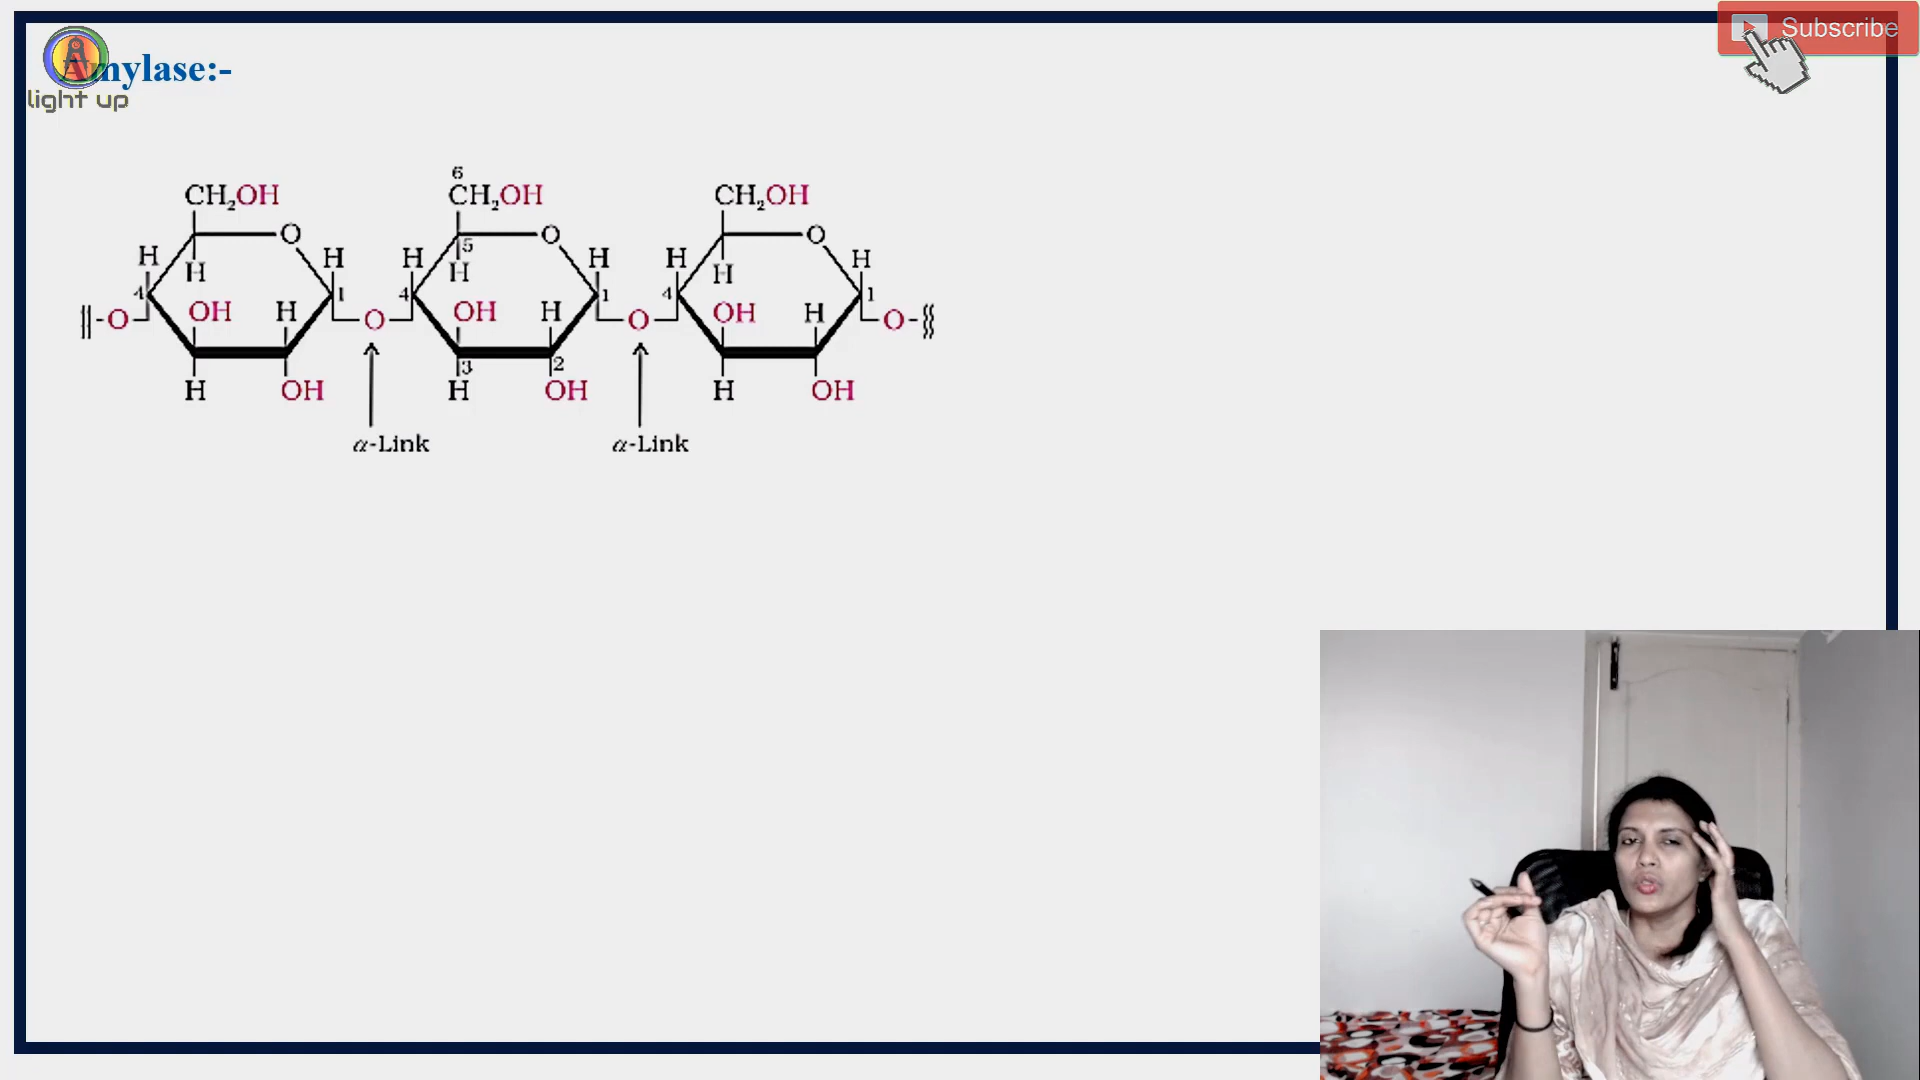 Amylase:-
light up
Subscribe
6
CH₂OH CH₂OH CH₂OH
O O O
5
H H H H H H
H H H
4 1 4 1 4 1
OH H OH H OH H
O O O O
3 2
H OH H OH H OH
α-Link α-Link